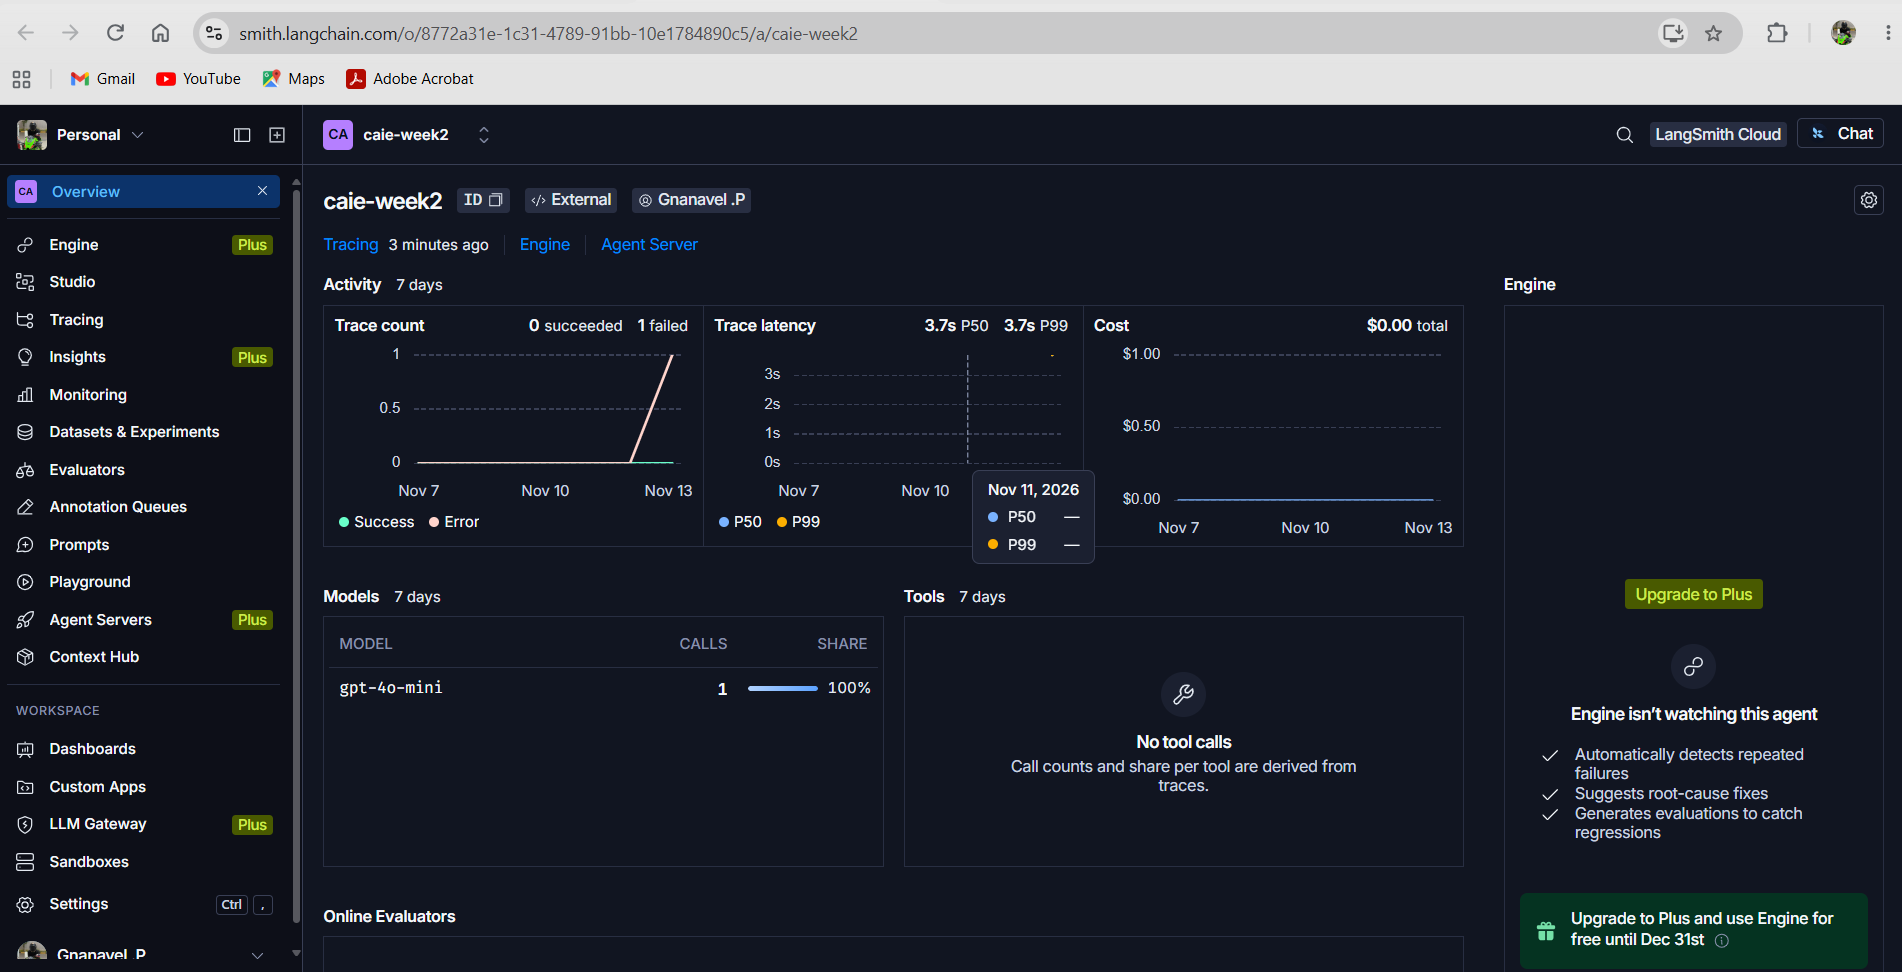 smith.langchain.com/o/8772a31e-1c31-4789-91bb-10e1784890c5/a/caie-week2
Gmail YouTube Maps Adobe Acrobat
Personal
CA caie-week2
LangSmith Cloud Chat
CA Overview
Engine Plus
Studio
Tracing
Insights Plus
Monitoring
Datasets & Experiments
Evaluators
Annotation Queues
Prompts
Playground
Agent Servers Plus
Context Hub
WORKSPACE
Dashboards
Custom Apps
LLM Gateway Plus
Sandboxes
Settings Ctrl ,
Gnanavel .P
caie-week2 ID External Gnanavel .P
Tracing 3 minutes ago Engine Agent Server
Activity 7 days
Trace count 0 succeeded 1 failed
1
0.5
0
Nov 7 Nov 10 Nov 13
Success Error
Trace latency 3.7s P50 3.7s P99
3s
2s
1s
0s
Nov 7 Nov 10
P50 P99
Nov 11, 2026
P50 —
P99 —
Cost $0.00 total
$1.00
$0.50
$0.00
Nov 7 Nov 10 Nov 13
Models 7 days
MODEL CALLS SHARE
gpt-4o-mini 1 100%
Tools 7 days
No tool calls
Call counts and share per tool are derived from
traces.
Online Evaluators
Engine
Upgrade to Plus
Engine isn’t watching this agent
Automatically detects repeated
failures
Suggests root-cause fixes
Generates evaluations to catch
regressions
Upgrade to Plus and use Engine for
free until Dec 31st